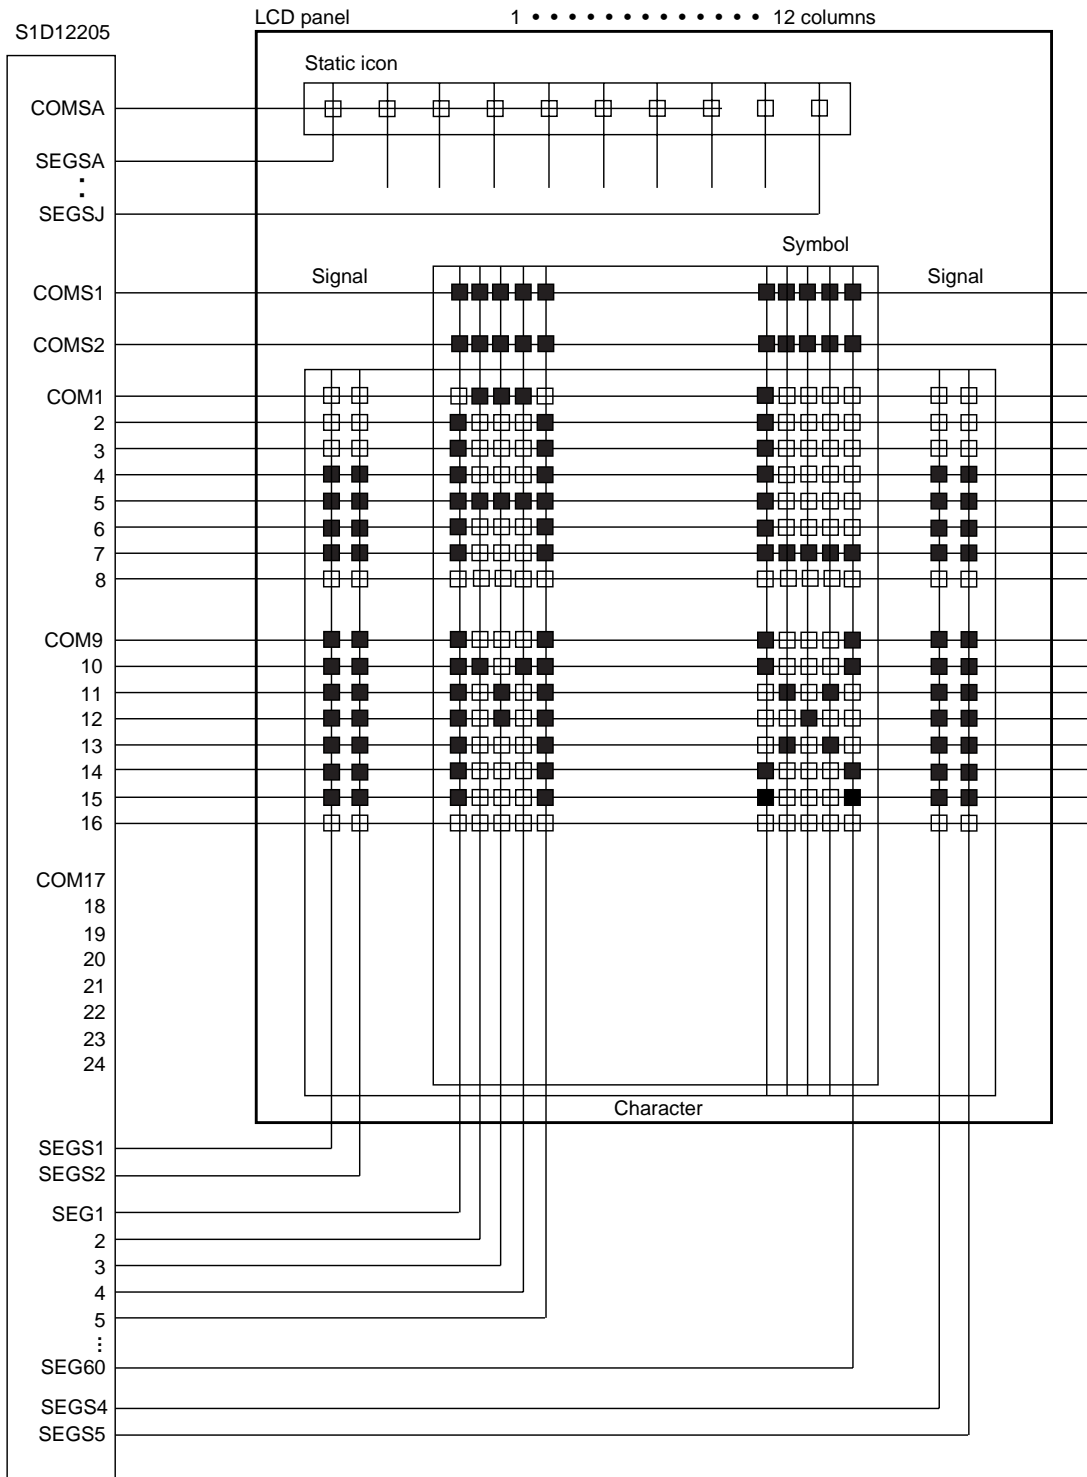 S1D12205
LCD panel
1 • • • • • • • • • • • • • 12 columns
Static icon
COMSA
SEGSA
:
SEGSJ
Symbol
Signal
Signal
COMS1
COMS2
COM1
2
3
4
5
6
7
8
COM9
10
11
12
13
14
15
16
COM17
18
19
20
21
22
23
24
Character
SEGS1
SEGS2
SEG1
2
3
4
5
⋮
SEG60
SEGS4
SEGS5